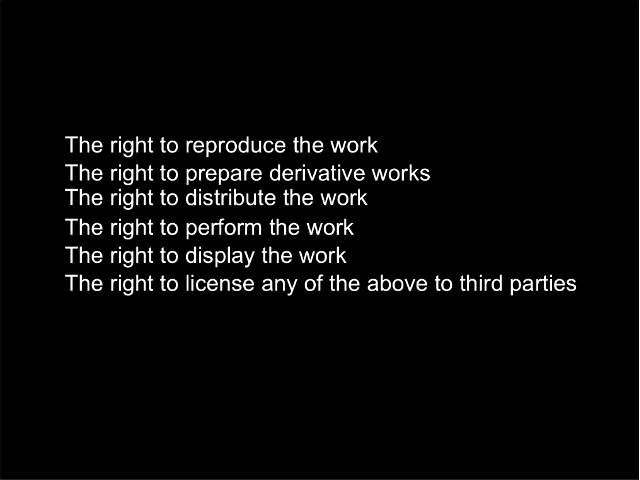 The right to reproduce the work
The right to prepare derivative works
The right to distribute the work
The right to perform the work
The right to display the work
The right to license any of the above to third parties